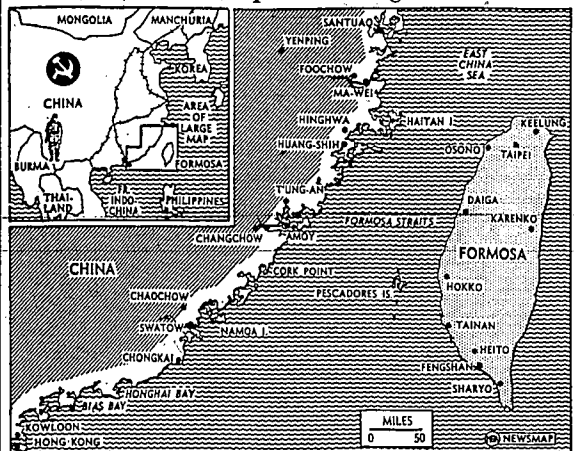 MONGOLIA
MANCHURIA
KOREA
CHINA
AREA
OF
LARGE
MAP
BURMA
FORMOSA
THAI-
LAND
FR.
INDO-
CHINA
PHILIPPINES
SANTUAO
YENPING
FOOCHOW
MA-WEI
EAST
CHINA
SEA
HINGHWA
HAITAN I.
HUANG-SHIH
KEELUNG
OSONO
TAIPEI
T'UNG-AN
DAIGA
FORMOSA STRAITS
KARENKO
CHANGCHOW
AMOY
FORMOSA
CHINA
CORK POINT
HOKKO
PESCADORES IS.
CHAOCHOW
SWATOW
NAMOA I.
TAINAN
CHONGKAI
HEITO
FENGSHAN
SHARYO
HONGHAI BAY
BIAS BAY
KOWLOON
HONG KONG
MILES
0 50
NEWSMAP